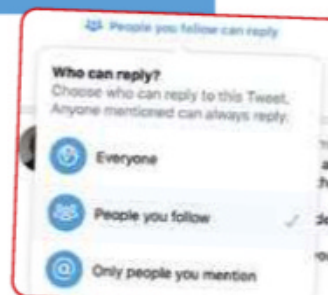 People you follow can reply
Who can reply?
Choose who can reply to this Tweet.
Anyone mentioned can always reply.
Everyone
People you follow
Only people you mention